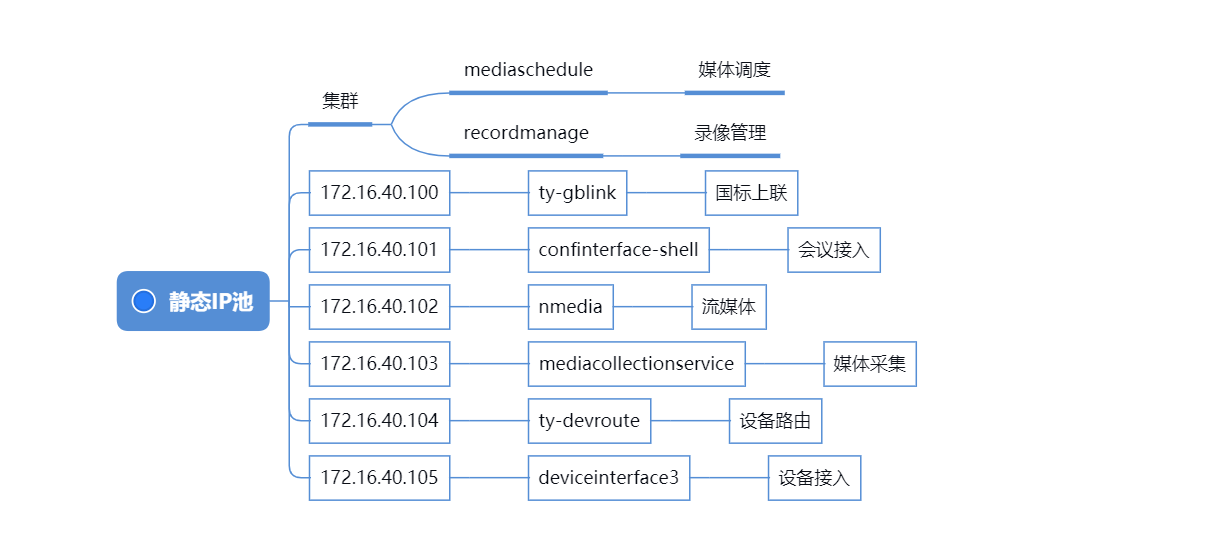 静态IP池
集群
mediaschedule 媒体调度
recordmanage 录像管理
172.16.40.100 ty-gblink 国标上联
172.16.40.101 confinterface-shell 会议接入
172.16.40.102 nmedia 流媒体
172.16.40.103 mediacollectionservice 媒体采集
172.16.40.104 ty-devroute 设备路由
172.16.40.105 deviceinterface3 设备接入